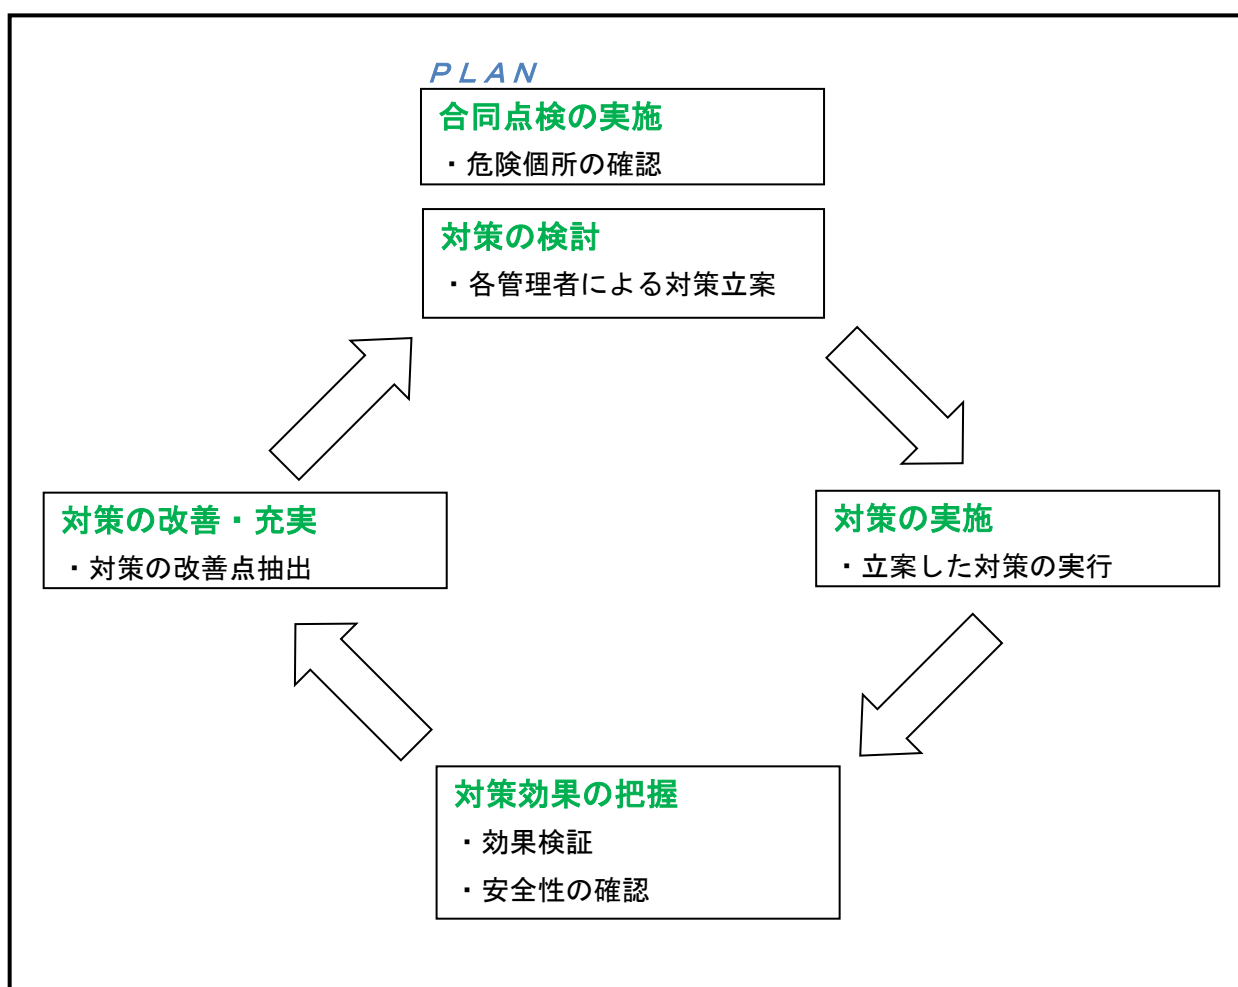 PLAN
合同点検の実施
・危険個所の確認
対策の検討
・各管理者による対策立案
対策の改善・充実
・対策の改善点抽出
対策の実施
・立案した対策の実行
対策効果の把握
・効果検証
・安全性の確認